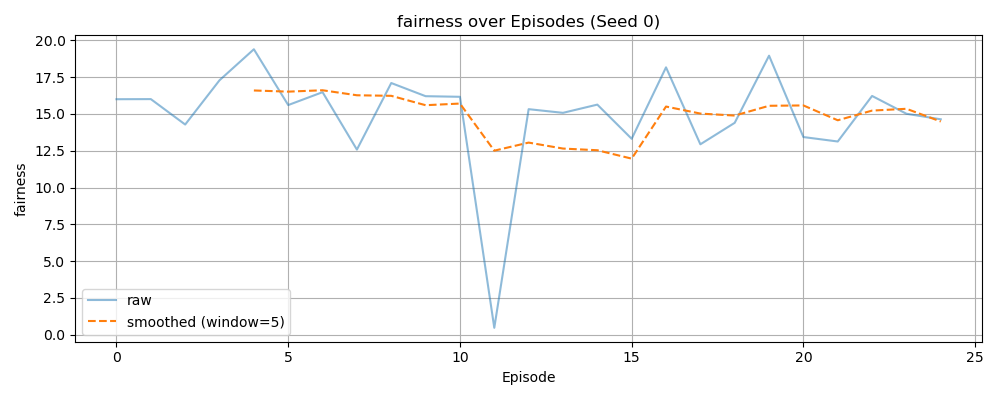 fairness over Episodes (Seed 0)
20.0
17.5
15.0
12.5
10.0
7.5
5.0
2.5
0.0
fairness
raw
smoothed (window=5)
0 5 10 15 20 25
Episode